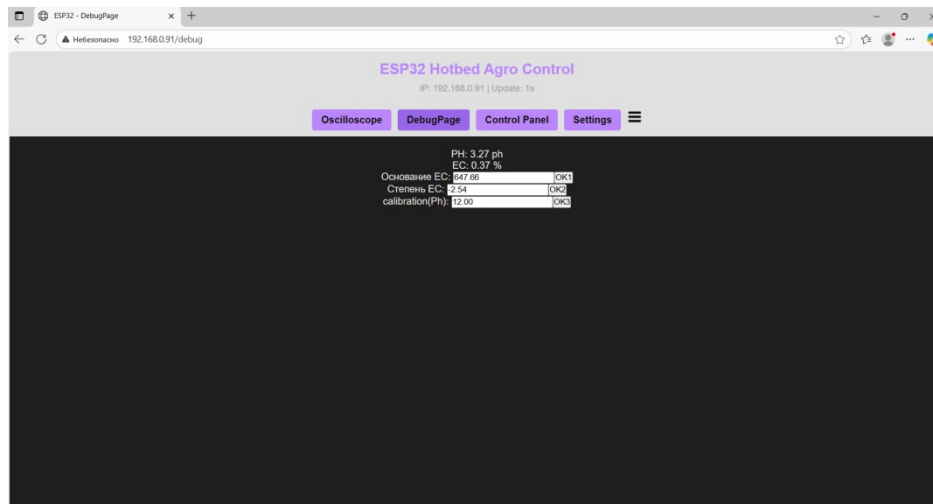 ESP32 - DebugPage
Небезопасно 192.168.0.91/debug
ESP32 Hotbed Agro Control
IP: 192.168.0.91 | Update: 1s
Oscilloscope DebugPage Control Panel Settings
PH: 3.27 ph
EC: 0.37 %
Основание EC: 647.66 OK1
Степень EC: -2.54 OK2
calibration(Ph): 12.00 OK3